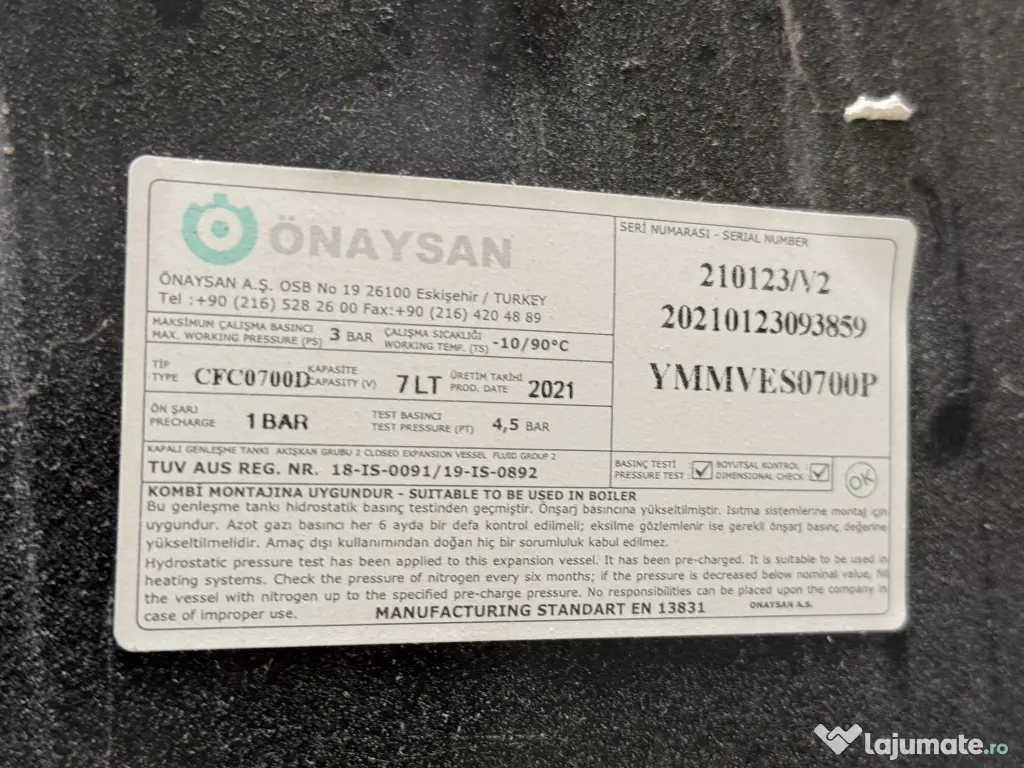 ÖNAYSAN
ÖNAYSAN A.Ş. OSB No 19 26100 Eskişehir / TURKEY
Tel :+90 (216) 528 26 00 Fax:+90 (216) 420 48 89
SERİ NUMARASI - SERIAL NUMBER
210123/V2
20210123093859
YMMVES0700P
MAKSİMUM ÇALIŞMA BASINCI
MAX. WORKING PRESSURE (PS) 3 BAR
ÇALIŞMA SICAKLIĞI
WORKING TEMP. (TS) -10/90°C
TİP
TYPE CFC0700D
KAPASİTE
CAPACITY (V) 7 LT
ÜRETİM TARİHİ
PROD. DATE 2021
ÖN ŞARJ
PRECHARGE 1 BAR
TEST BASINCI
TEST PRESSURE (PT) 4,5 BAR
KAPALI GENLEŞME TANKI AKIŞKAN GRUBU 2 CLOSED EXPANSION VESSEL FLUID GROUP 2
TUV AUS REG. NR. 18-IS-0091/19-IS-0892
BASINÇ TESTİ :
PRESSURE TEST :
BOYUTSAL KONTROL :
DIMENSIONAL CHECK :
OK
KOMBİ MONTAJINA UYGUNDUR - SUITABLE TO BE USED IN BOILER
Bu genleşme tankı hidrostatik basınç testinden geçmiştir. Önşarj basıncına yükseltilmiştir. Isıtma sistemlerine montaj için
uygundur. Azot gazı basıncı her 6 ayda bir defa kontrol edilmeli; eksilme gözlemlenir ise gerekli önşarj basınç değerine
yükseltilmelidir. Amaç dışı kullanımından doğan hiç bir sorumluluk kabul edilmez.
Hydrostatic pressure test has been applied to this expansion vessel. It has been pre-charged. It is suitable to be used in
heating systems. Check the pressure of nitrogen every six months; if the pressure is decreased below nominal value, fill
the vessel with nitrogen up to the specified pre-charge pressure. No responsibilities can be placed upon the company in
case of improper use.
MANUFACTURING STANDART EN 13831
ONAYSAN A.S.
lajumate.ro